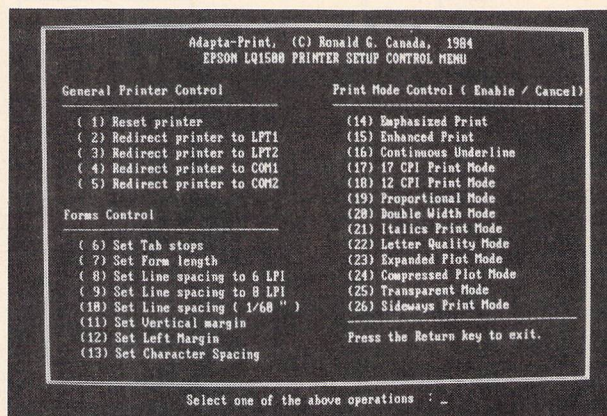 Adapta-Print, (C) Ronald G. Canada, 1984
EPSON LQ1500 PRINTER SETUP CONTROL MENU
General Printer Control
( 1) Reset printer
( 2) Redirect printer to LPT1
( 3) Redirect printer to LPT2
( 4) Redirect printer to COM1
( 5) Redirect printer to COM2
Forms Control
( 6) Set Tab stops
( 7) Set Form length
( 8) Set Line spacing to 6 LPI
( 9) Set Line spacing to 8 LPI
(10) Set Line spacing ( 1/60 " )
(11) Set Vertical margin
(12) Set Left Margin
(13) Set Character Spacing
Print Mode Control ( Enable / Cancel)
(14) Emphasized Print
(15) Enhanced Print
(16) Continuous Underline
(17) 17 CPI Print Mode
(18) 12 CPI Print Mode
(19) Proportional Mode
(20) Double Width Mode
(21) Italics Print Mode
(22) Letter Quality Mode
(23) Expanded Plot Mode
(24) Compressed Plot Mode
(25) Transparent Mode
(26) Sideways Print Mode
Press the Return key to exit.
Select one of the above operations : _